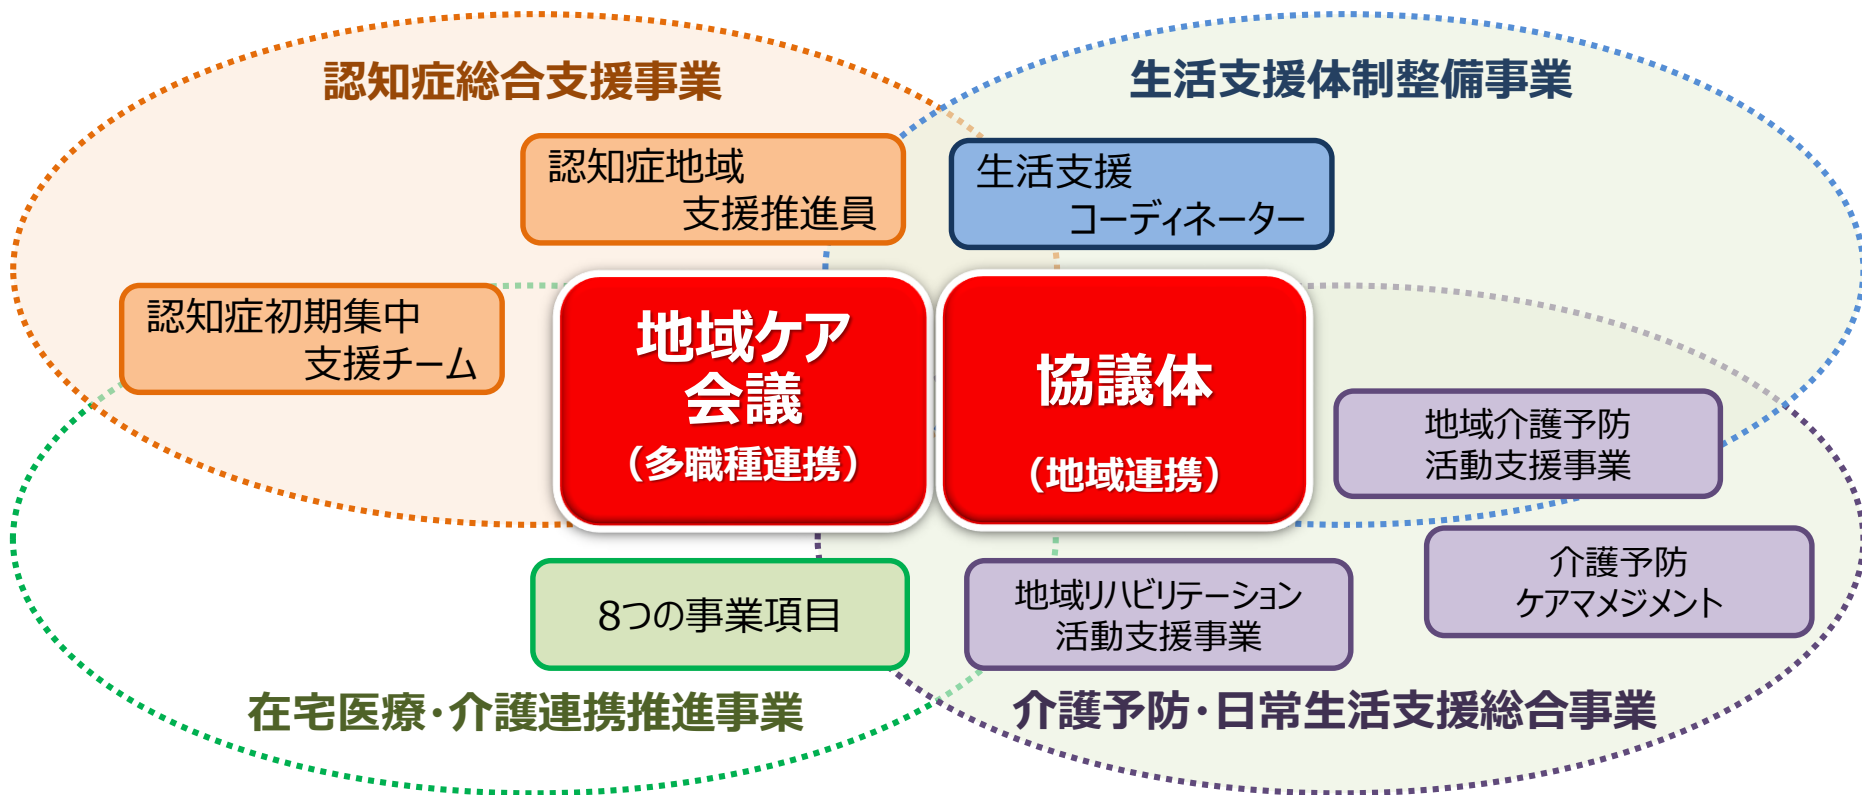 認知症総合支援事業
生活支援体制整備事業
認知症地域
支援推進員
生活支援
コーディネーター
認知症初期集中
支援チーム
地域ケア
会議
（多職種連携）
協議体
（地域連携）
地域介護予防
活動支援事業
介護予防
ケアマメジメント
8つの事業項目
地域リハビリテーション
活動支援事業
在宅医療・介護連携推進事業
介護予防・日常生活支援総合事業